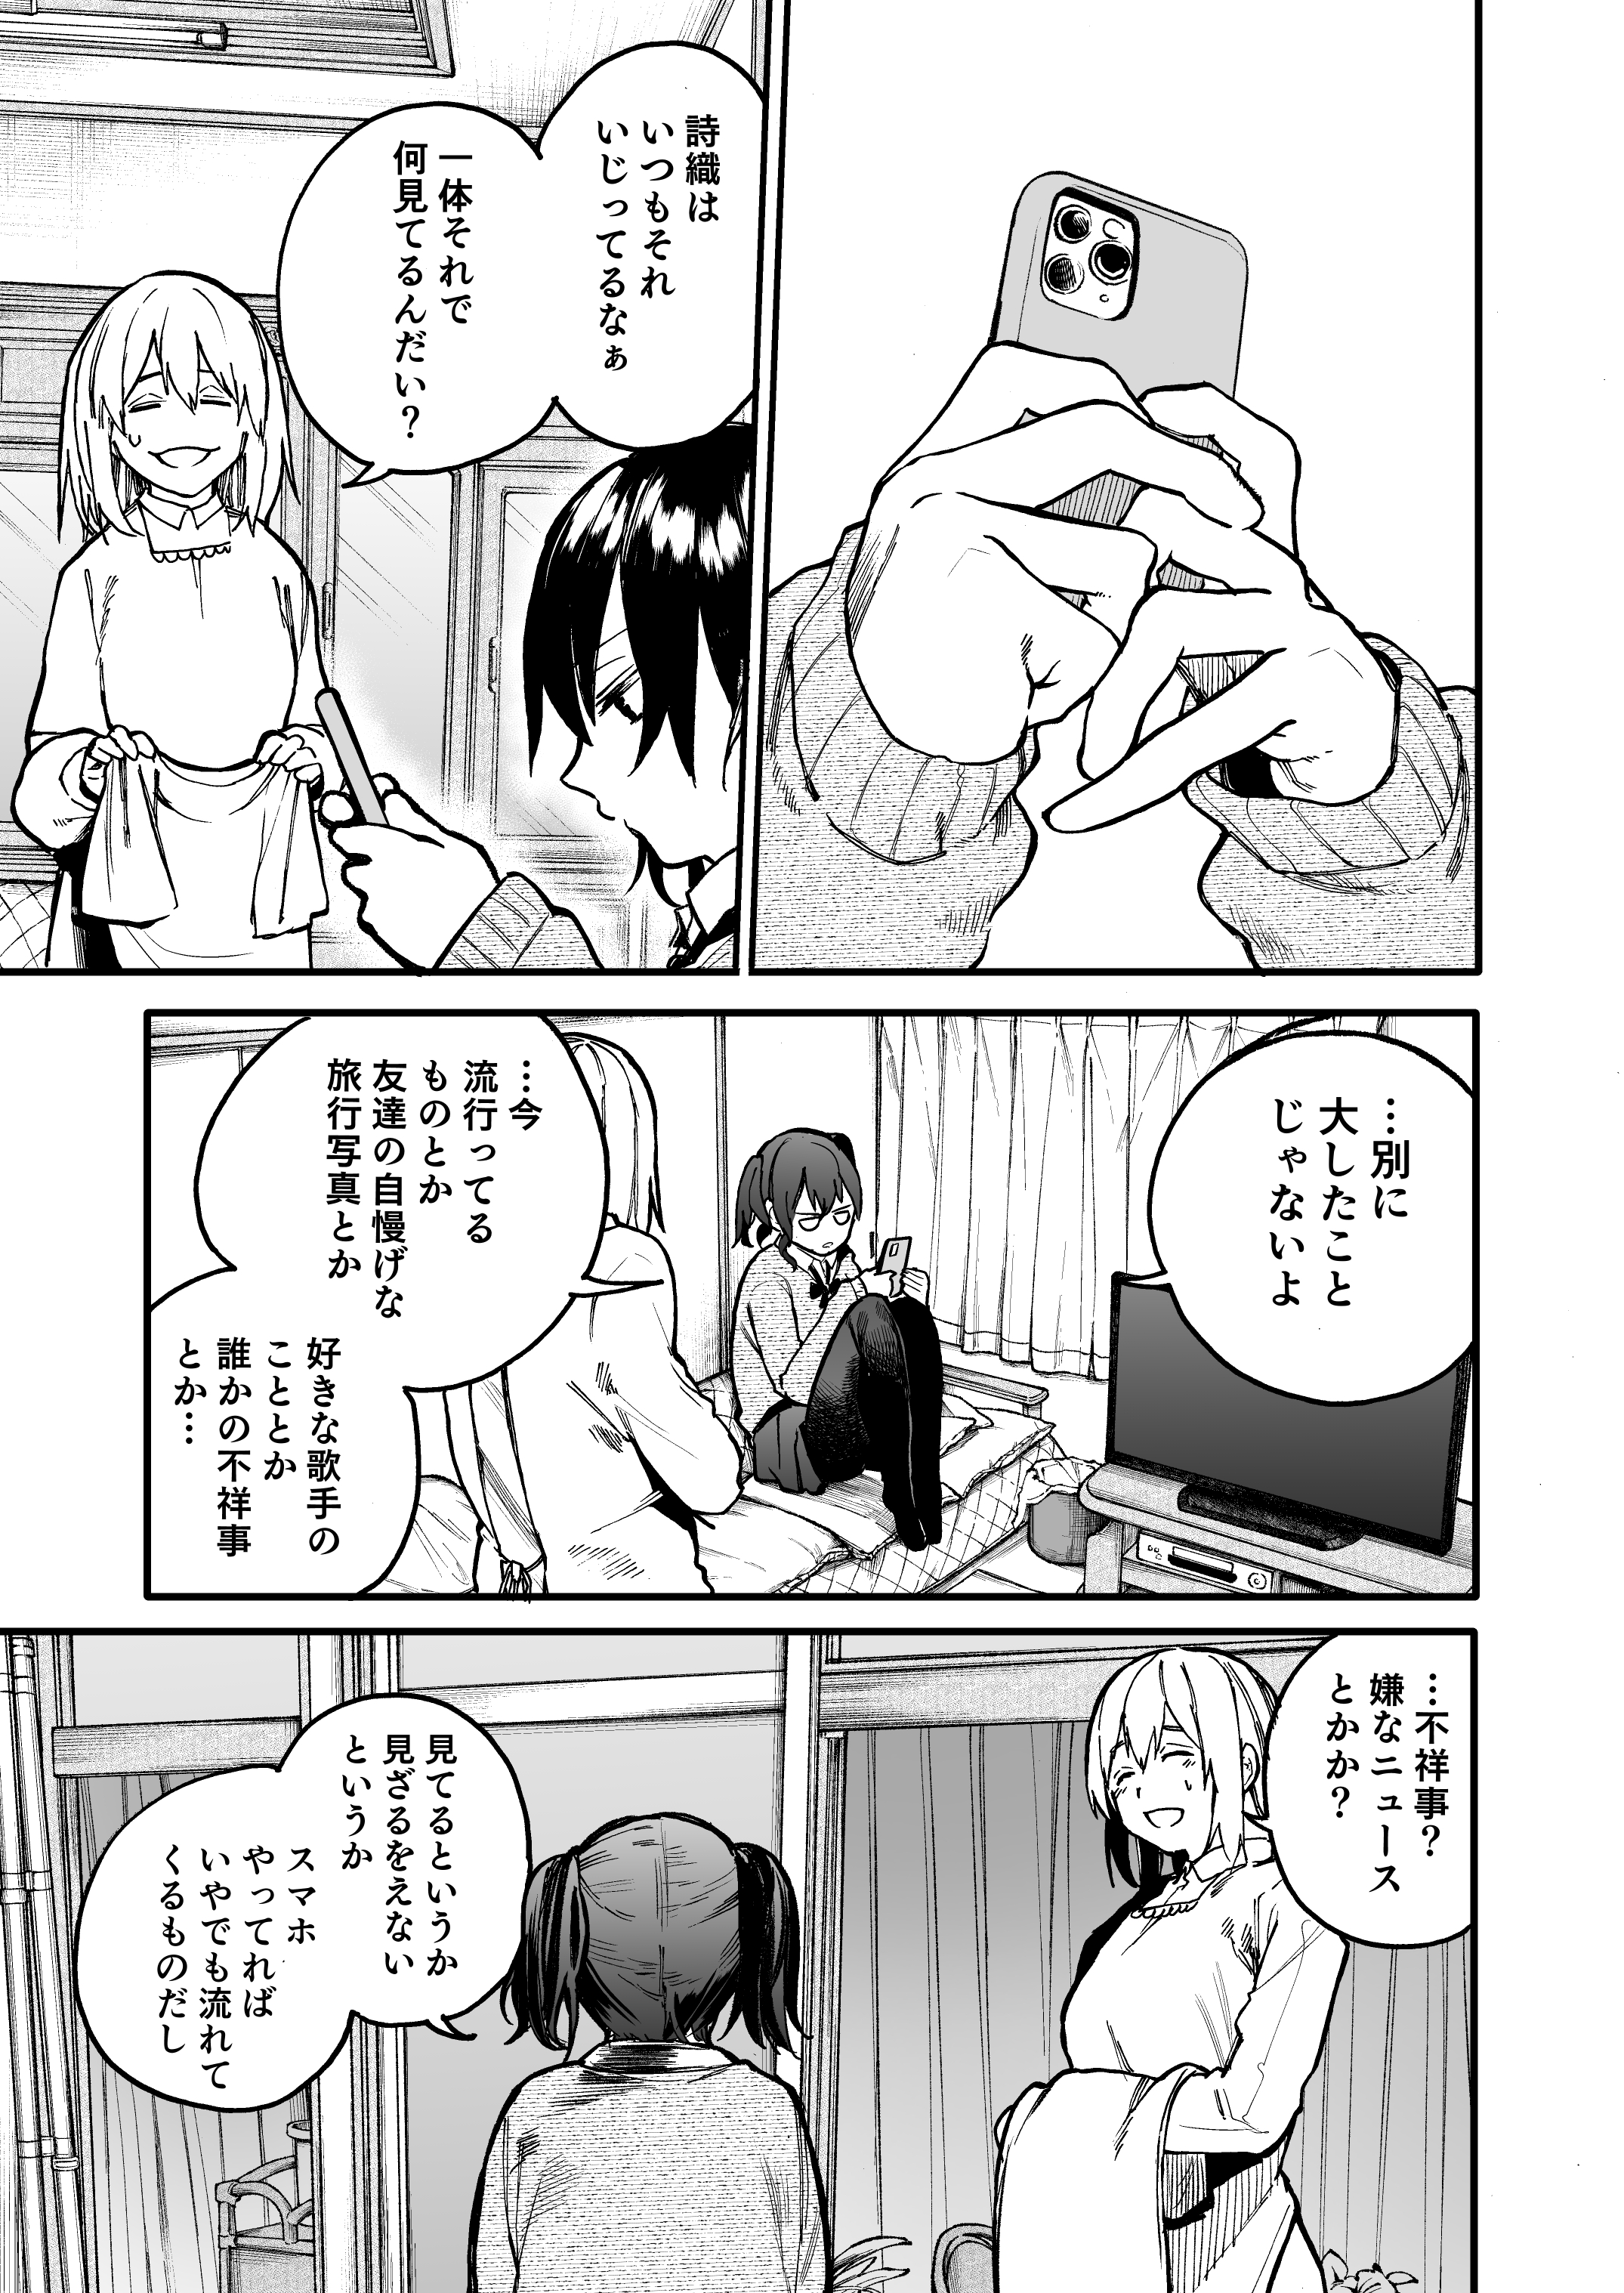 詩織は
いつもそれ
いじってるなぁ
一体それで
何見てるんだい？
…別に
大したこと
じゃないよ
…今
流行ってる
ものとか
友達の自慢げな
旅行写真とか
好きな歌手の
こととか
誰かの不祥事
とか…
…不祥事？
嫌なニュース
とかか？
見てるというか
見ざるをえない
というか
スマホ
やってれば
いやでも流れて
くるものだし